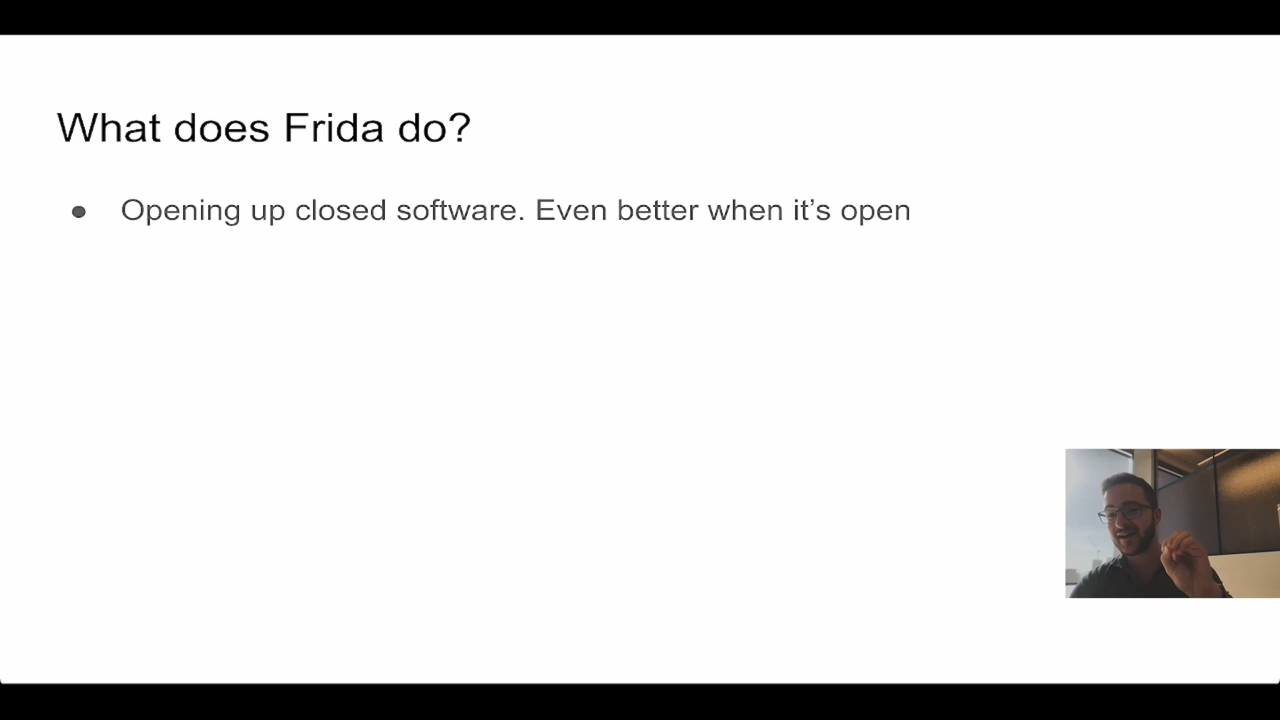 What does Frida do?
● Opening up closed software. Even better when it’s open